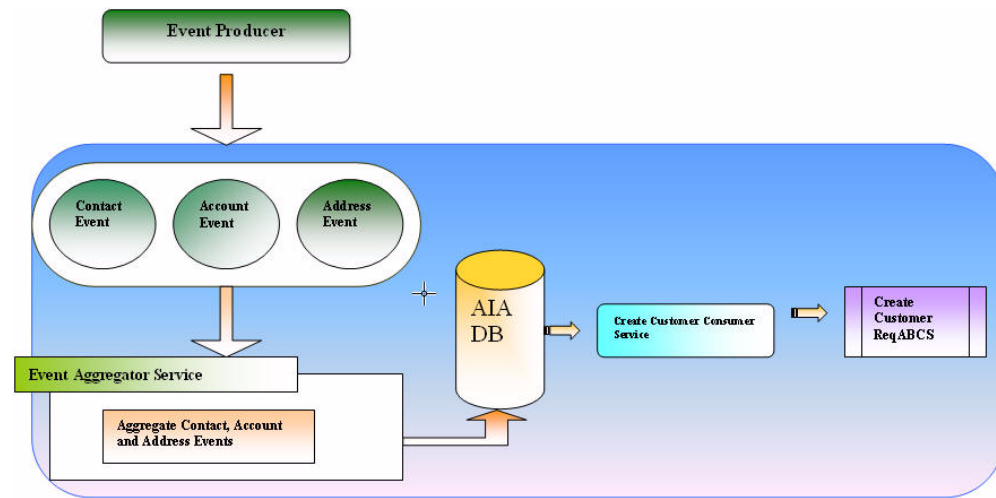 Event Producer
Contact
Event
Account
Event
Address
Event
AIA
DB
Create Customer Consumer
Service
Create
Customer
ReqABCS
Event Aggregator Service
Aggregate Contact, Account
and Address Events